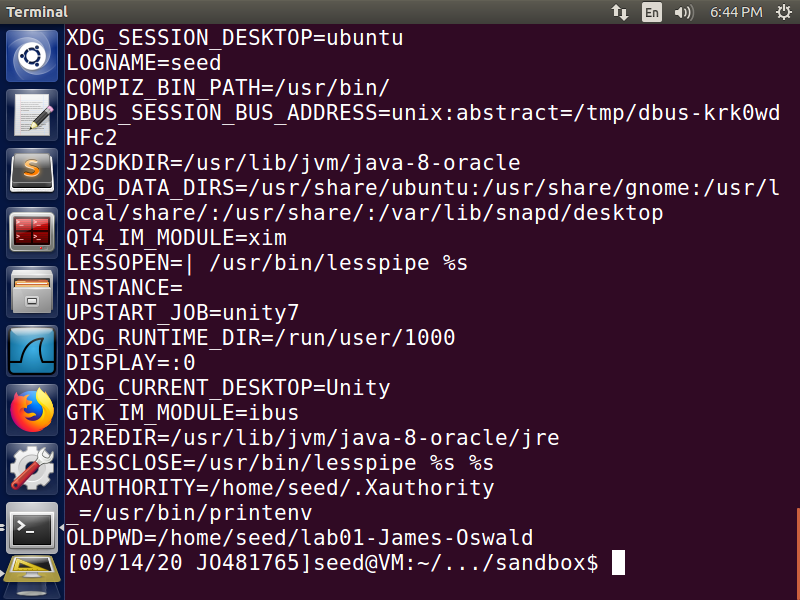 Terminal
En
6:44 PM
XDG_SESSION_DESKTOP=ubuntu
LOGNAME=seed
COMPIZ_BIN_PATH=/usr/bin/
DBUS_SESSION_BUS_ADDRESS=unix:abstract=/tmp/dbus-krk0wd
HFc2
J2SDKDIR=/usr/lib/jvm/java-8-oracle
XDG_DATA_DIRS=/usr/share/ubuntu:/usr/share/gnome:/usr/l
ocal/share/:/usr/share/:/var/lib/snapd/desktop
QT4_IM_MODULE=xim
LESSOPEN=| /usr/bin/lesspipe %s
INSTANCE=
UPSTART_JOB=unity7
XDG_RUNTIME_DIR=/run/user/1000
DISPLAY=:0
XDG_CURRENT_DESKTOP=Unity
GTK_IM_MODULE=ibus
J2REDIR=/usr/lib/jvm/java-8-oracle/jre
LESSCLOSE=/usr/bin/lesspipe %s %s
XAUTHORITY=/home/seed/.Xauthority
_=/usr/bin/printenv
OLDPWD=/home/seed/lab01-James-Oswald
[09/14/20 JO481765]seed@VM:~/.../sandbox$